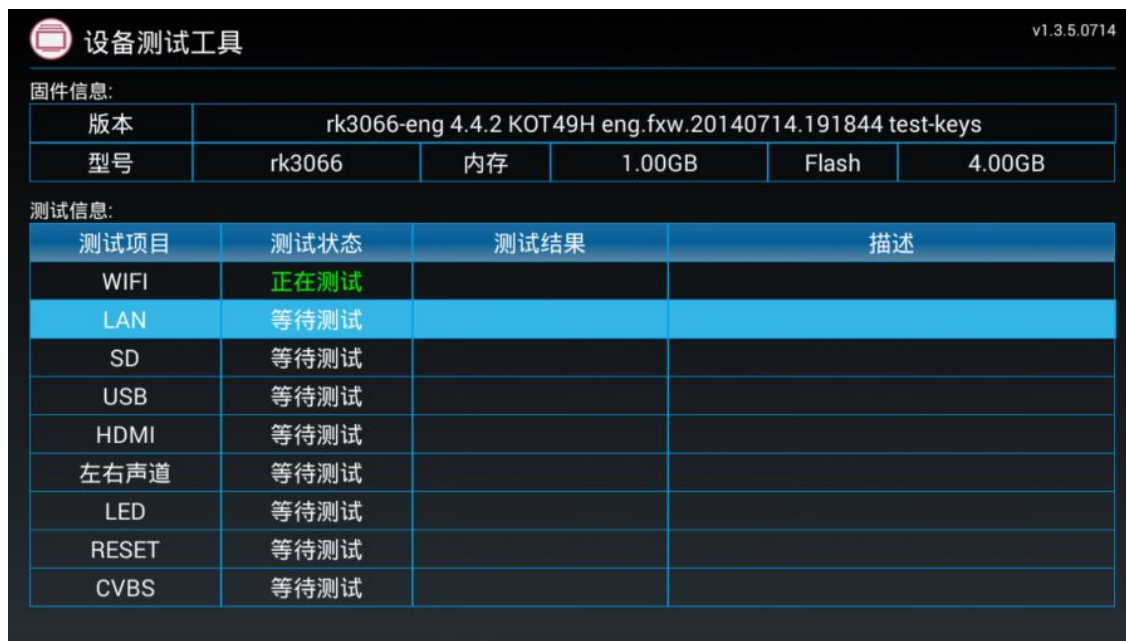 设备测试工具
v1.3.5.0714
固件信息:
版本 rk3066-eng 4.4.2 KOT49H eng.fxw.20140714.191844 test-keys
型号 rk3066 内存 1.00GB Flash 4.00GB
测试信息:
测试项目 测试状态 测试结果 描述
WIFI 正在测试
LAN 等待测试
SD 等待测试
USB 等待测试
HDMI 等待测试
左右声道 等待测试
LED 等待测试
RESET 等待测试
CVBS 等待测试